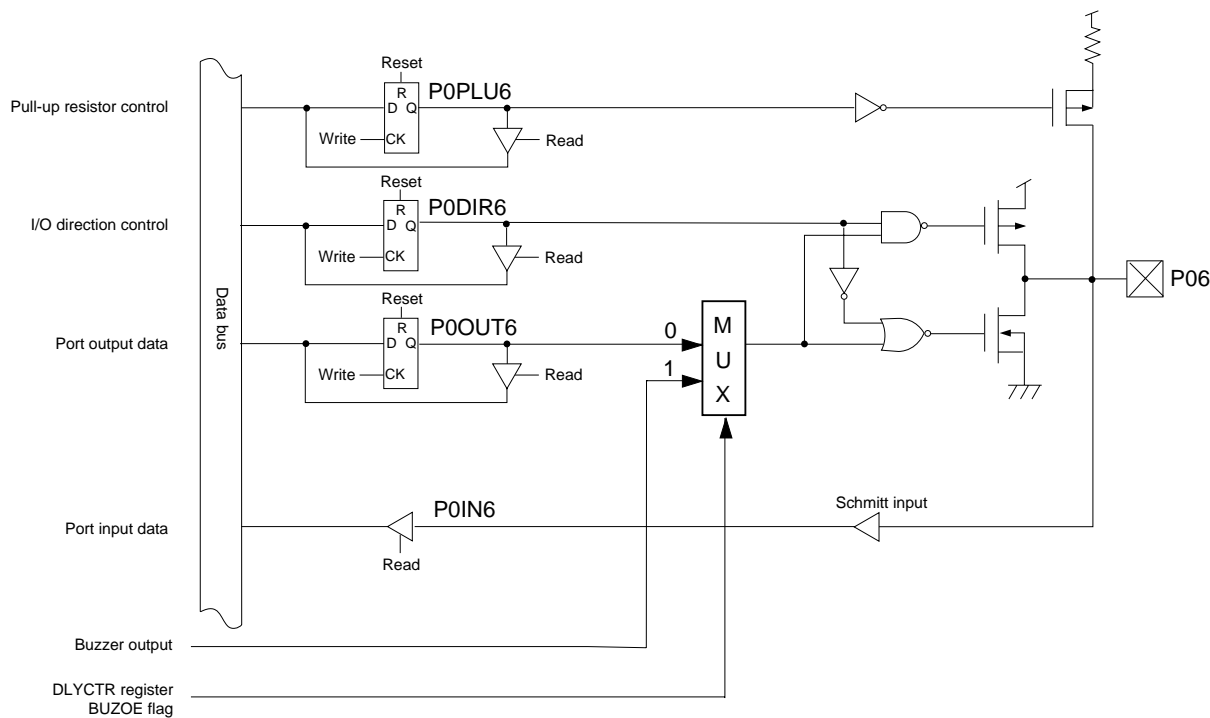 Reset
Pull-up resistor control
R
D Q
P0PLU6
Write
CK
Read
Reset
I/O direction control
R
D Q
P0DIR6
Write
CK
Read
P06
Data bus
Reset
Port output data
R
D Q
P0OUT6
0
M
U
X
Write
CK
Read
1
Schmitt input
Port input data
P0IN6
Read
Buzzer output
DLYCTR register
BUZOE flag